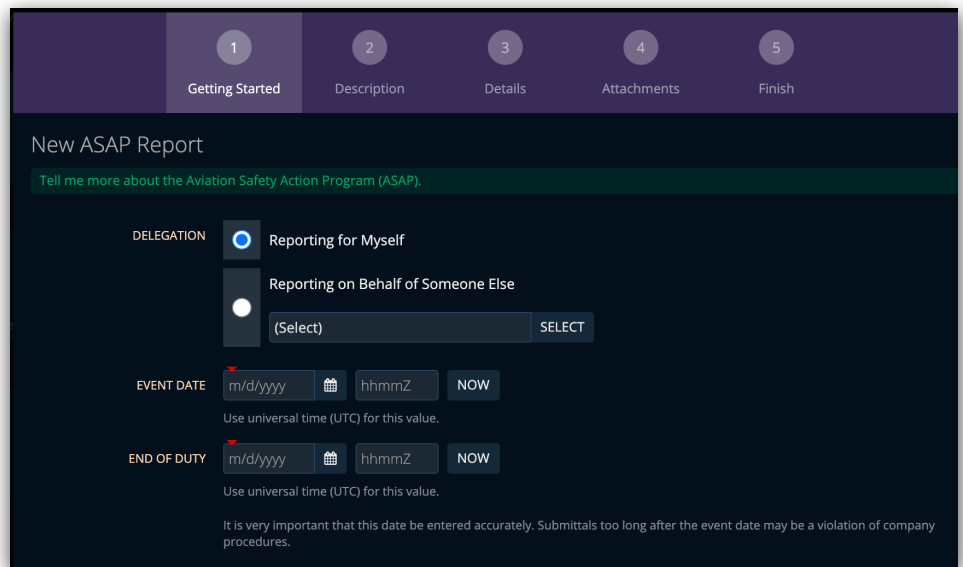 1 2 3 4 5
Getting Started Description Details Attachments Finish
New ASAP Report
Tell me more about the Aviation Safety Action Program (ASAP).
DELEGATION Reporting for Myself
Reporting on Behalf of Someone Else
(Select) SELECT
EVENT DATE m/d/yyyy hhmmZ NOW
Use universal time (UTC) for this value.
END OF DUTY m/d/yyyy hhmmZ NOW
Use universal time (UTC) for this value.
It is very important that this date be entered accurately. Submittals too long after the event date may be a violation of company
procedures.